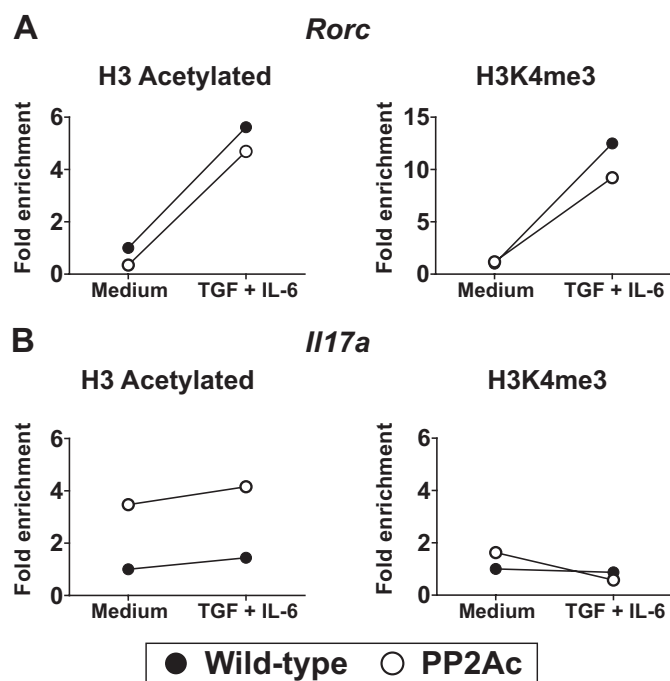 A
Rorc
H3 Acetylated
H3K4me3
Fold enrichment
6
4
2
0
Medium
TGF + IL-6
Fold enrichment
15
10
5
0
Medium
TGF + IL-6
B
Il17a
H3 Acetylated
H3K4me3
Fold enrichment
6
4
2
0
Medium
TGF + IL-6
Fold enrichment
6
4
2
0
Medium
TGF + IL-6
Wild-type PP2Ac